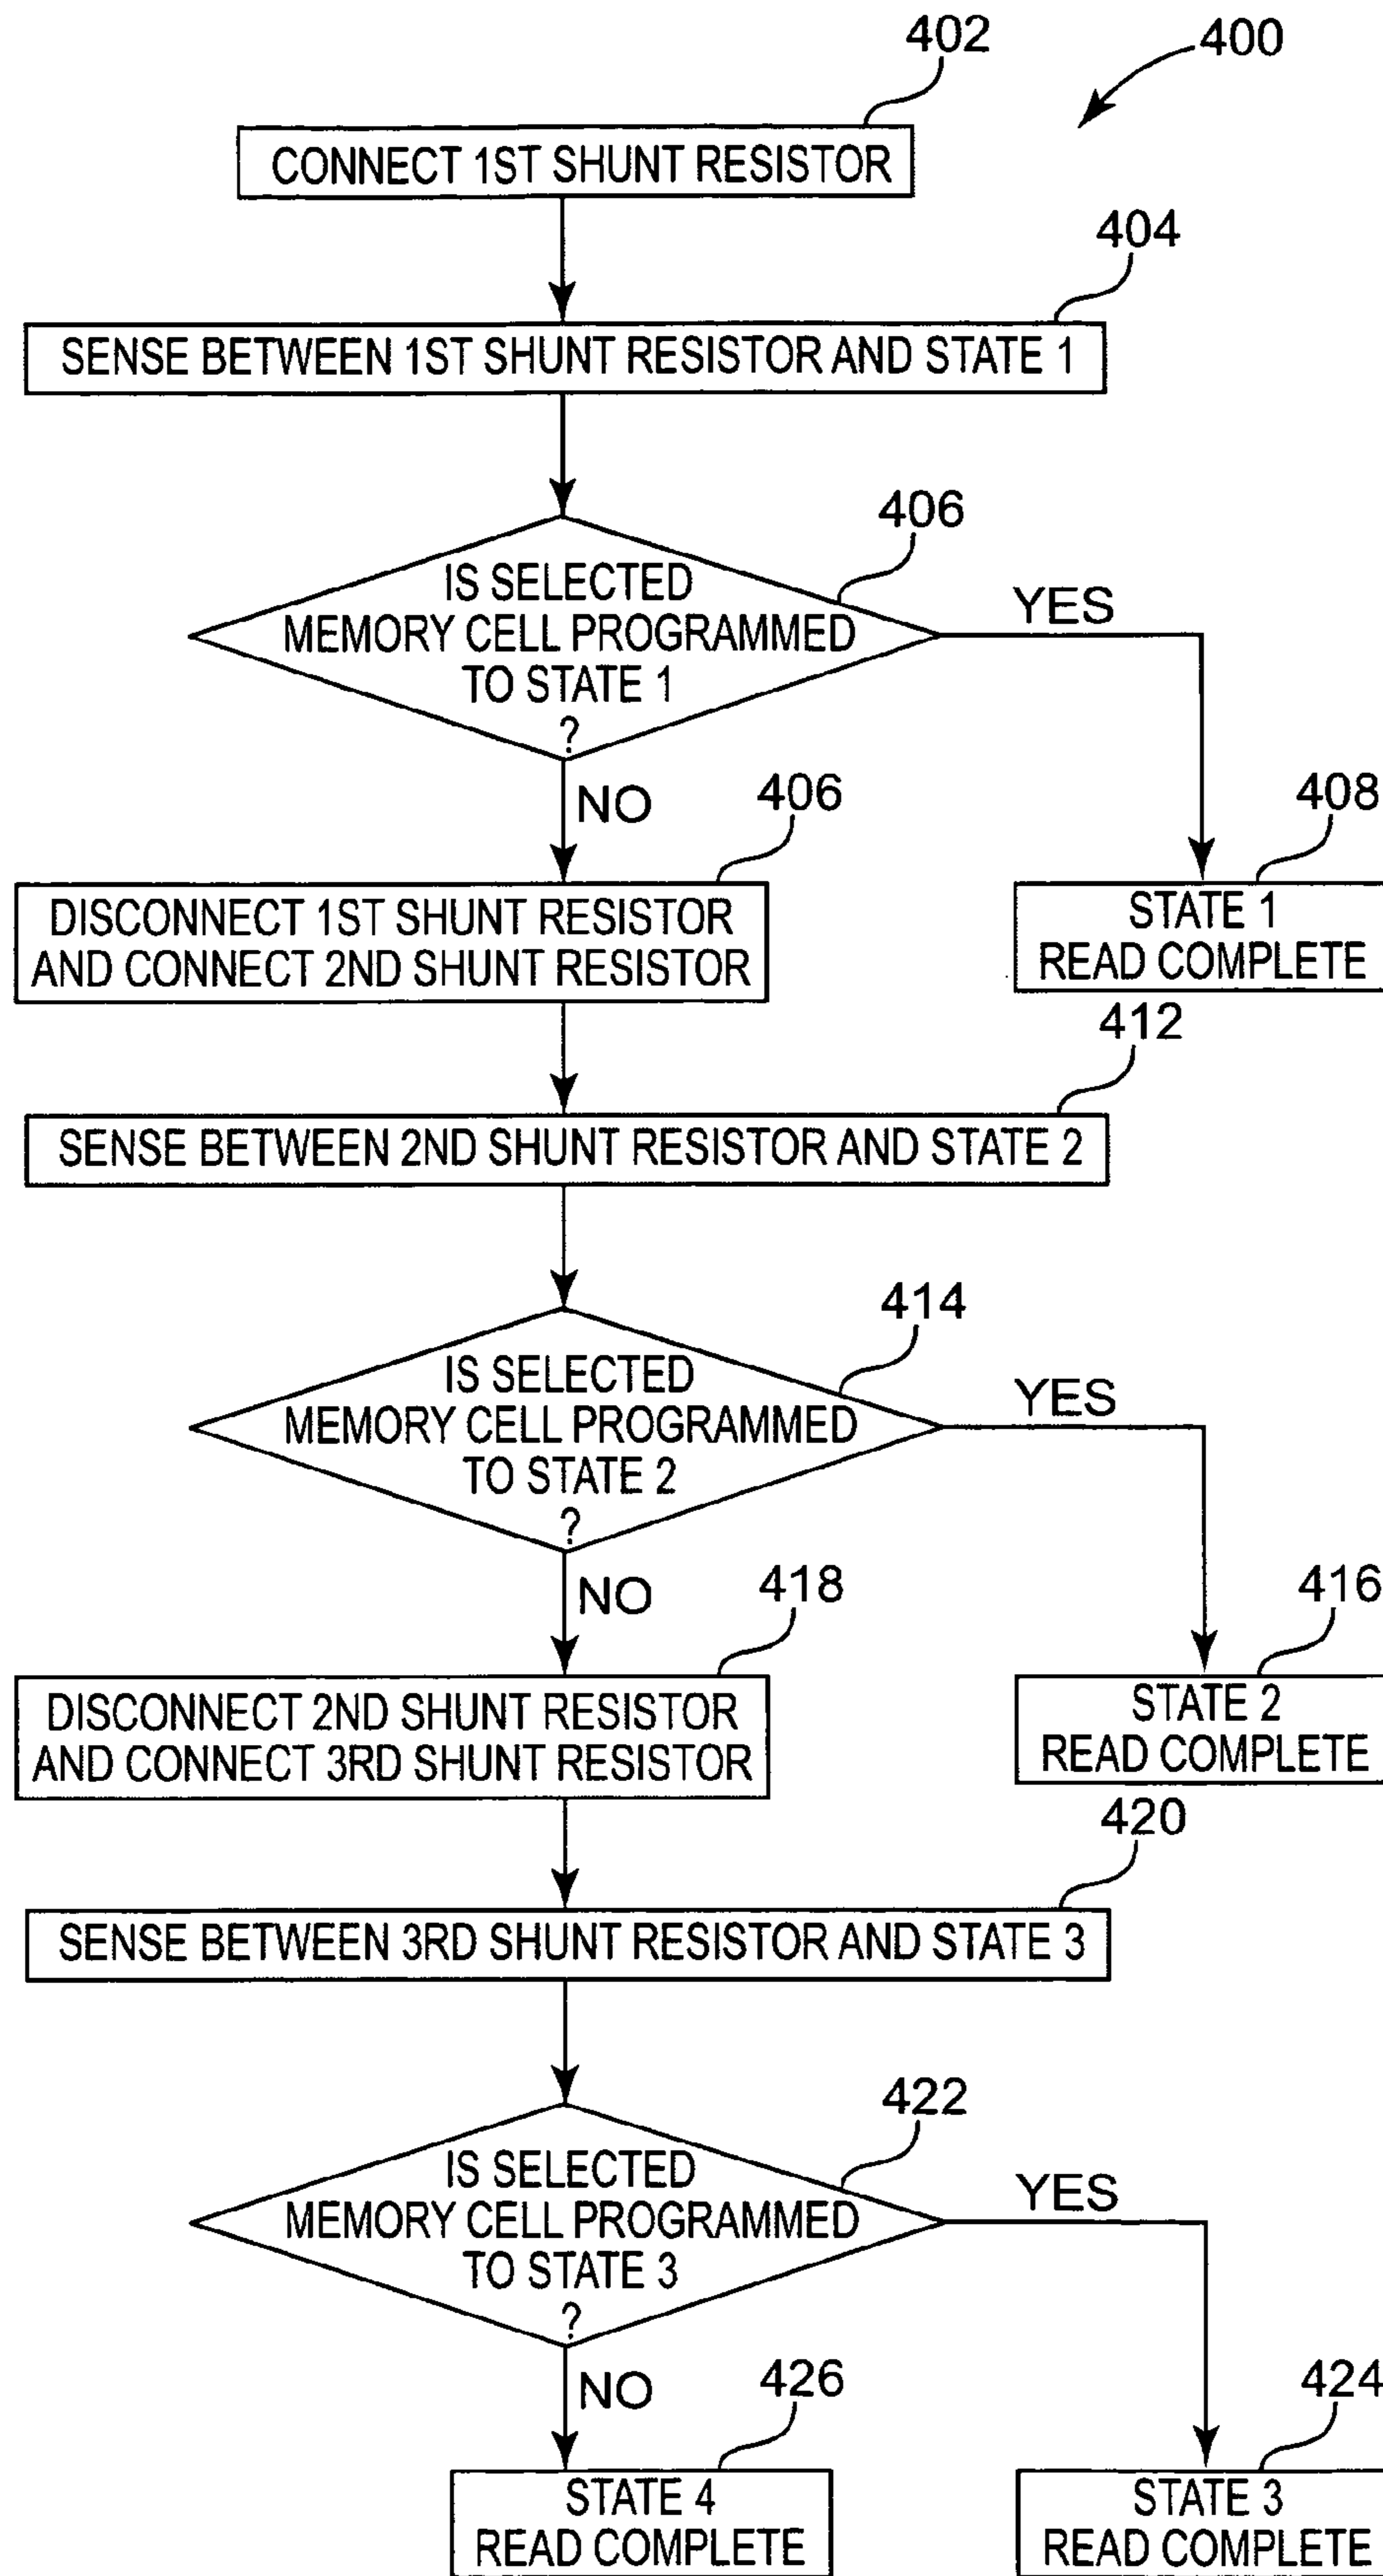 402
400
CONNECT 1ST SHUNT RESISTOR
404
SENSE BETWEEN 1ST SHUNT RESISTOR AND STATE 1
406
IS SELECTED
MEMORY CELL PROGRAMMED
TO STATE 1
?
YES
NO
406
408
DISCONNECT 1ST SHUNT RESISTOR
AND CONNECT 2ND SHUNT RESISTOR
STATE 1
READ COMPLETE
412
SENSE BETWEEN 2ND SHUNT RESISTOR AND STATE 2
414
IS SELECTED
MEMORY CELL PROGRAMMED
TO STATE 2
?
YES
NO
418
416
DISCONNECT 2ND SHUNT RESISTOR
AND CONNECT 3RD SHUNT RESISTOR
STATE 2
READ COMPLETE
420
SENSE BETWEEN 3RD SHUNT RESISTOR AND STATE 3
422
IS SELECTED
MEMORY CELL PROGRAMMED
TO STATE 3
?
YES
NO
426
424
STATE 4
READ COMPLETE
STATE 3
READ COMPLETE